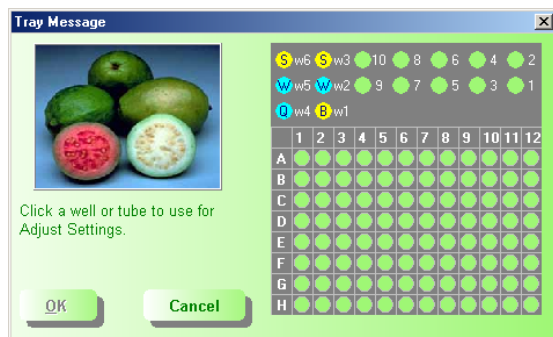 Tray Message
S w6 S w3 10 8 6 4 2
W w5 W w2 9 7 5 3 1
Q w4 B w1
1 2 3 4 5 6 7 8 9 10 11 12
A
B
C
D
E
F
G
H
Click a well or tube to use for
Adjust Settings.
OK
Cancel